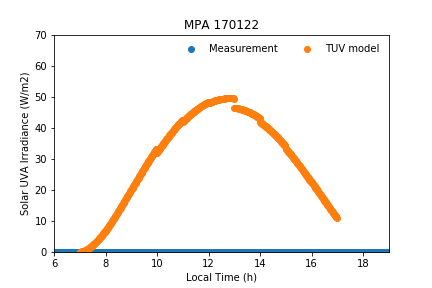 MPA 170122
Measurement
TUV model
Solar UVA Irradiance (W/m2)
70
60
50
40
30
20
10
0
6 8 10 12 14 16 18
Local Time (h)